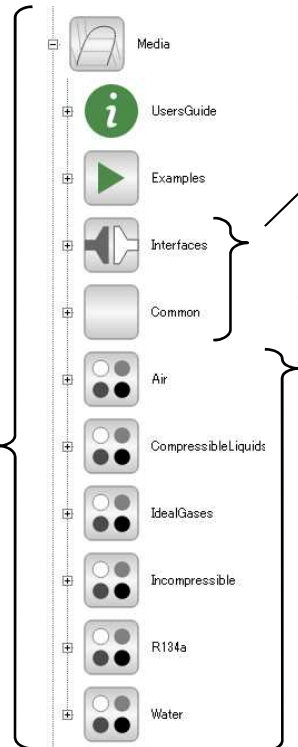 Media
UsersGuide
Examples
Interfaces
Common
Air
CompressibleLiquids
IdealGases
Incompressible
R134a
Water